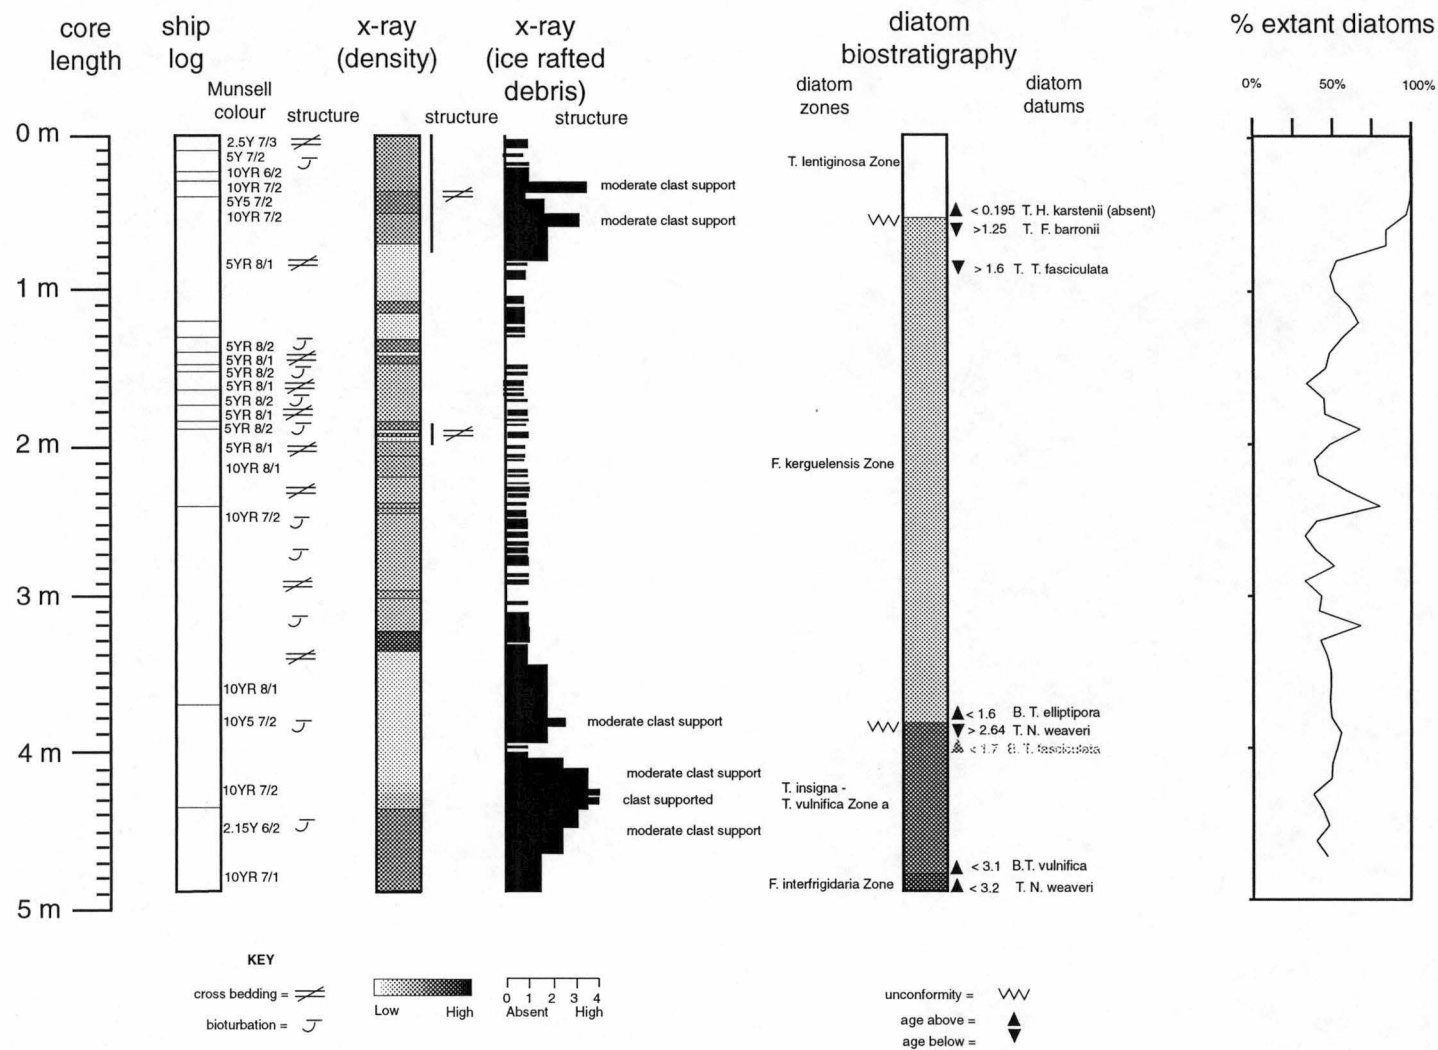 core
length
ship
log
x-ray
(density)
x-ray
(ice rafted
debris)
diatom
biostratigraphy
% extant diatoms
Munsell
colour
structure
structure
structure
diatom
zones
diatom
datums
0%
50%
100%
0 m
1 m
2 m
3 m
4 m
5 m
2.5Y 7/3
5Y 7/2
10YR 6/2
10YR 7/2
5Y5 7/2
10YR 7/2
5YR 8/1
5YR 8/2
5YR 8/1
5YR 8/2
5YR 8/1
5YR 8/2
5YR 8/1
5YR 8/2
5YR 8/1
10YR 8/1
10YR 7/2
10YR 8/1
10Y5 7/2
10YR 7/2
2.15Y 6/2
10YR 7/1
moderate clast support
moderate clast support
moderate clast support
moderate clast support
clast supported
moderate clast support
T. lentiginosa Zone
F. kerguelensis Zone
T. insigna -
T. vulnifica Zone a
F. interfrigidaria Zone
< 0.195 T. H. karstenii (absent)
>1.25 T. F. barronii
> 1.6 T. T. fasciculata
< 1.6 B. T. elliptipora
> 2.64 T. N. weaveri
< 1.7 B. T. fasciculata
< 3.1 B.T. vulnifica
< 3.2 T. N. weaveri
KEY
cross bedding =
bioturbation =
Low High
0 1 2 3 4
Absent High
unconformity =
age above =
age below =